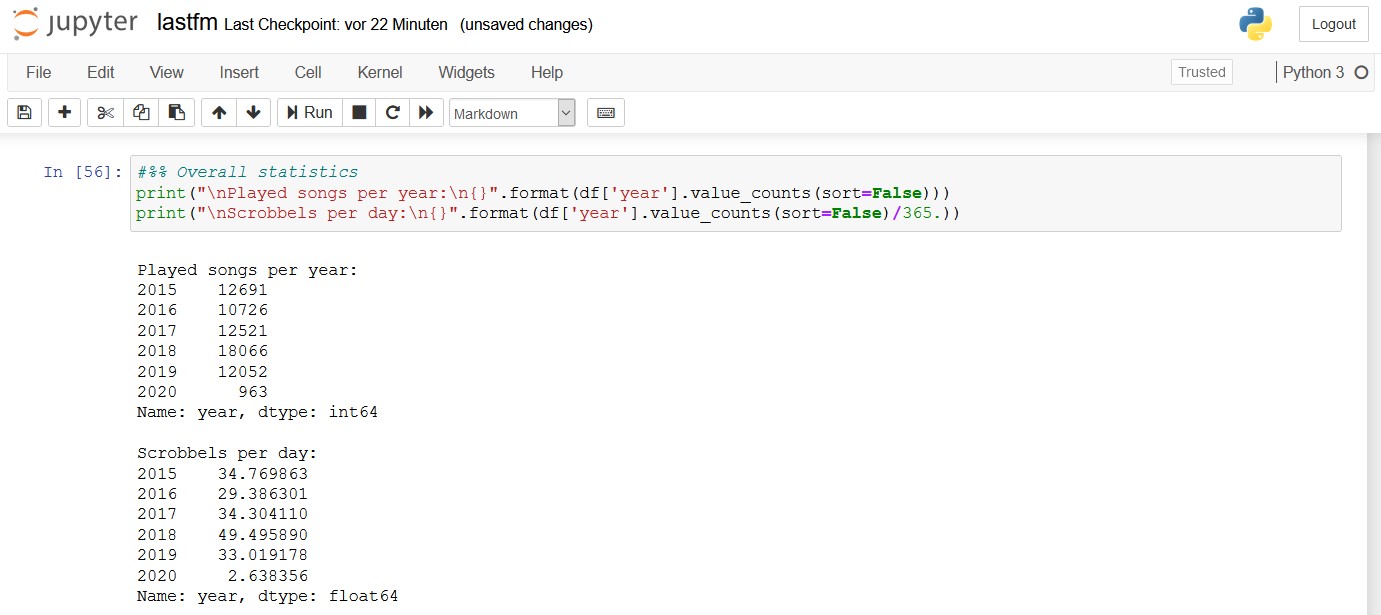 jupyter lastfm Last Checkpoint: vor 22 Minuten (unsaved changes) Logout
File Edit View Insert Cell Kernel Widgets Help Trusted Python 3
Run Markdown
In [56]: #%% Overall statistics
print("\nPlayed songs per year:\n{}".format(df['year'].value_counts(sort=False)))
print("\nScrobbels per day:\n{}".format(df['year'].value_counts(sort=False)/365.))
Played songs per year:
2015    12691
2016    10726
2017    12521
2018    18066
2019    12052
2020      963
Name: year, dtype: int64
Scrobbels per day:
2015    34.769863
2016    29.386301
2017    34.304110
2018    49.495890
2019    33.019178
2020     2.638356
Name: year, dtype: float64